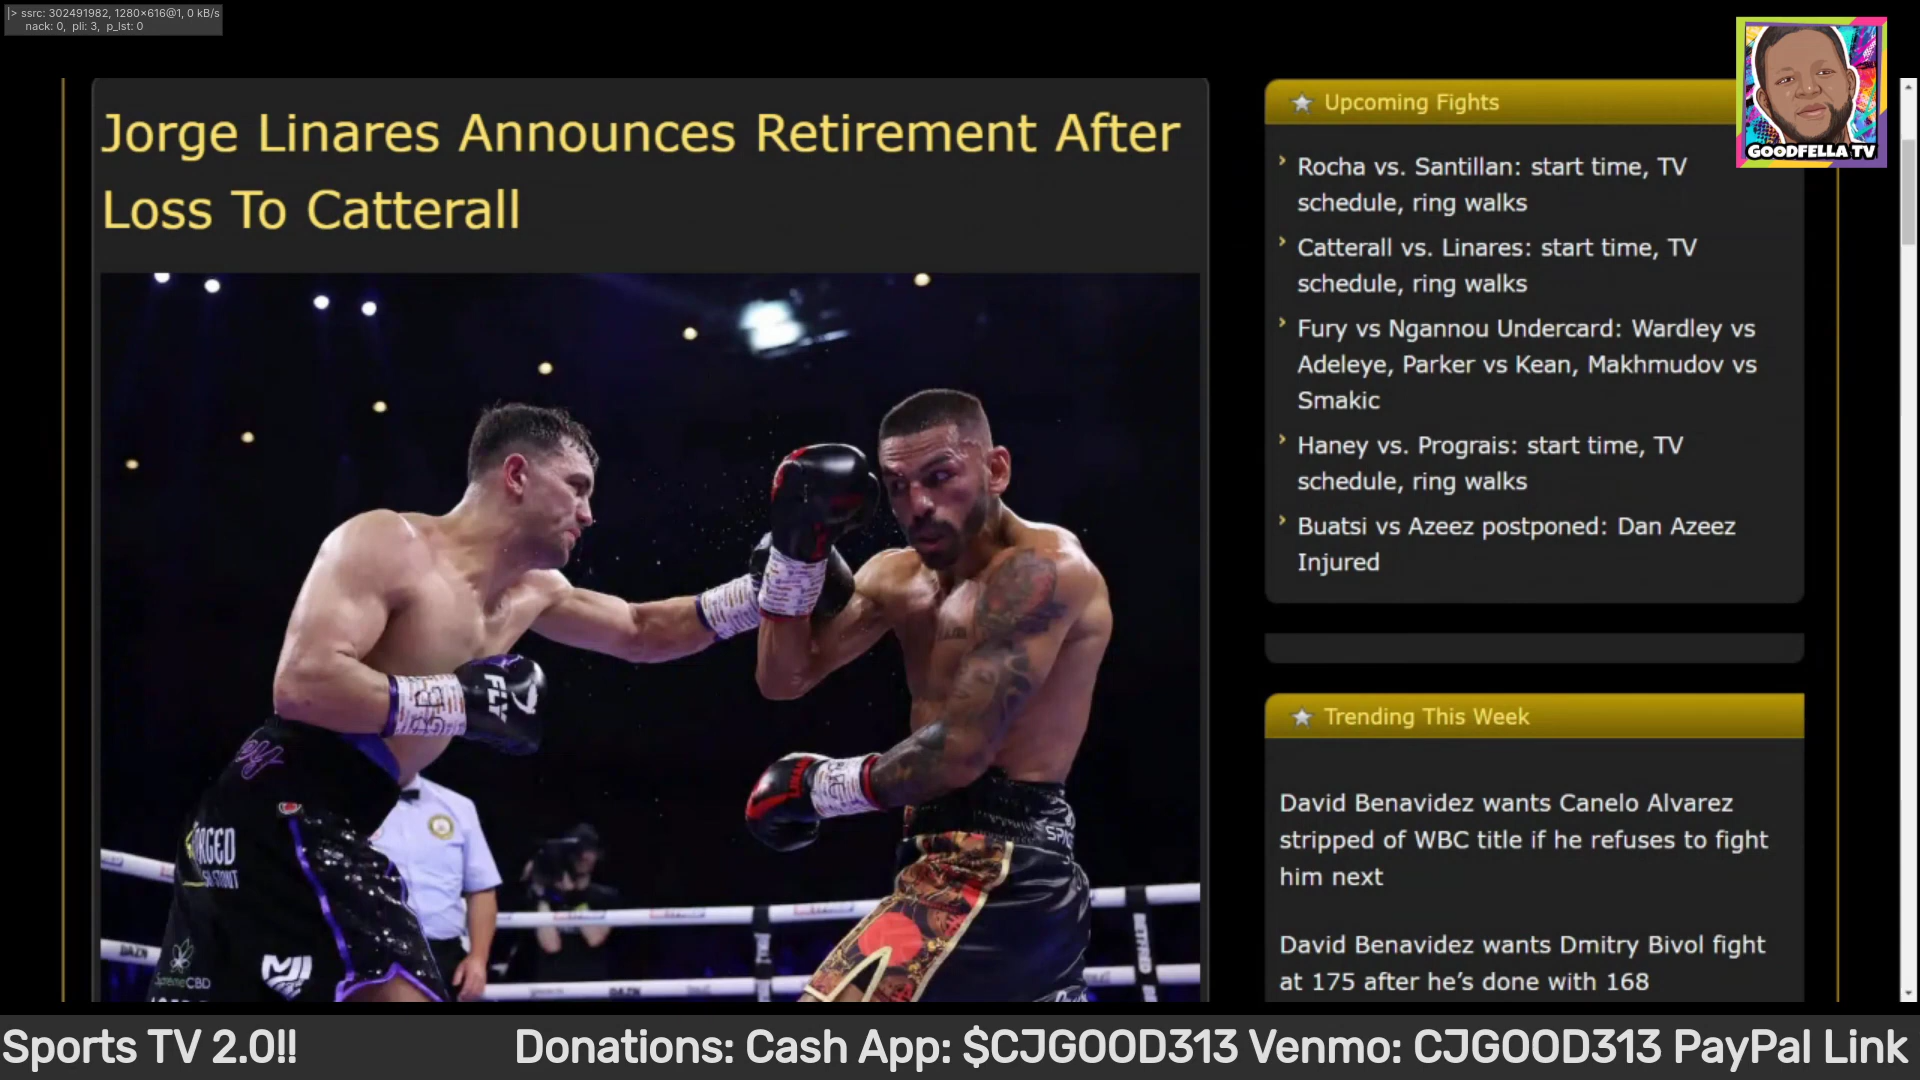 |> ssrc: 302491982, 1280×616@1, 0 kB/s
nack: 0, pli: 3, p_lst: 0
GOODFELLA TV
Jorge Linares Announces Retirement After
Loss To Catterall
FLY
SUPREMECBD
DAZN
DAZN
Upcoming Fights
Rocha vs. Santillan: start time, TV
schedule, ring walks
Catterall vs. Linares: start time, TV
schedule, ring walks
Fury vs Ngannou Undercard: Wardley vs
Adeleye, Parker vs Kean, Makhmudov vs
Smakic
Haney vs. Prograis: start time, TV
schedule, ring walks
Buatsi vs Azeez postponed: Dan Azeez
Injured
Trending This Week
David Benavidez wants Canelo Alvarez
stripped of WBC title if he refuses to fight
him next
David Benavidez wants Dmitry Bivol fight
at 175 after he's done with 168
Sports TV 2.0!! Donations: Cash App: $CJGOOD313 Venmo: CJGOOD313 PayPal Link